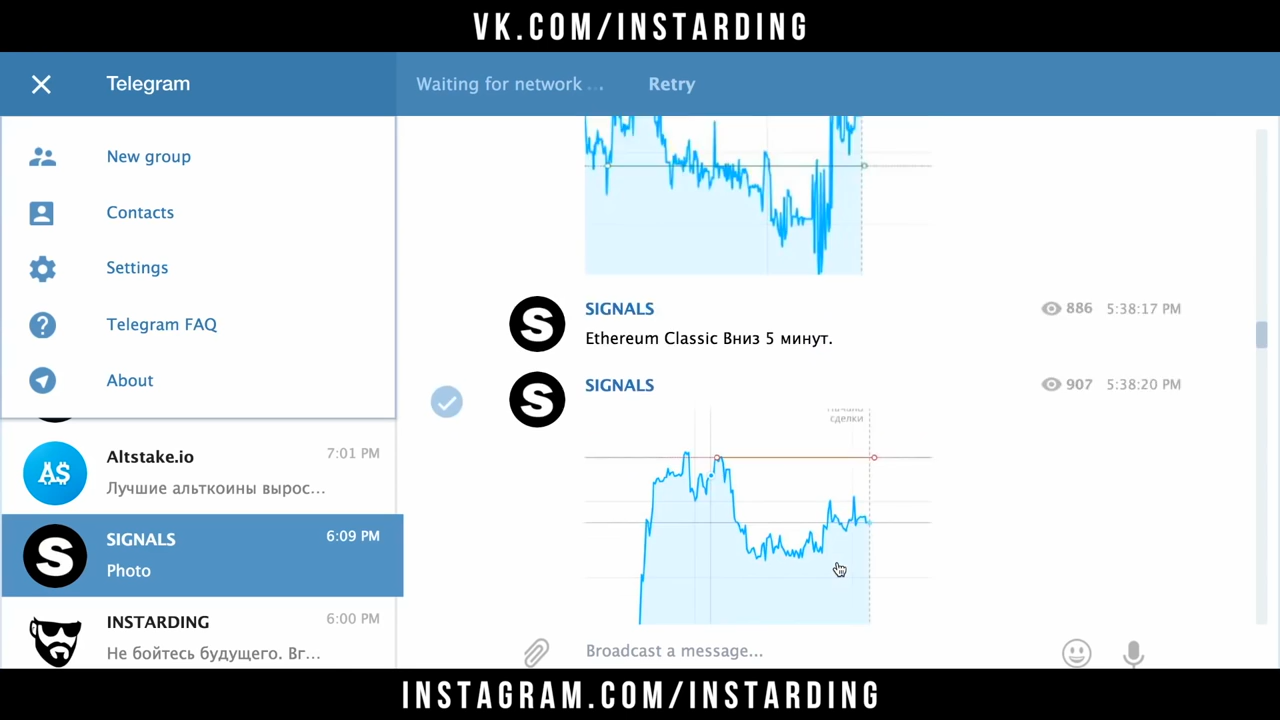 VK.COM/INSTARDING
Telegram
Waiting for network ...
Retry
New group
Contacts
Settings
Telegram FAQ
About
Altstake.io
7:01 PM
Лучшие альткоины вырос...
SIGNALS
6:09 PM
Photo
INSTARDING
6:00 PM
Не бойтесь будущего. Вг...
SIGNALS
886
5:38:17 PM
Ethereum Classic Вниз 5 минут.
SIGNALS
907
5:38:20 PM
сделки
Broadcast a message...
INSTAGRAM.COM/INSTARDING